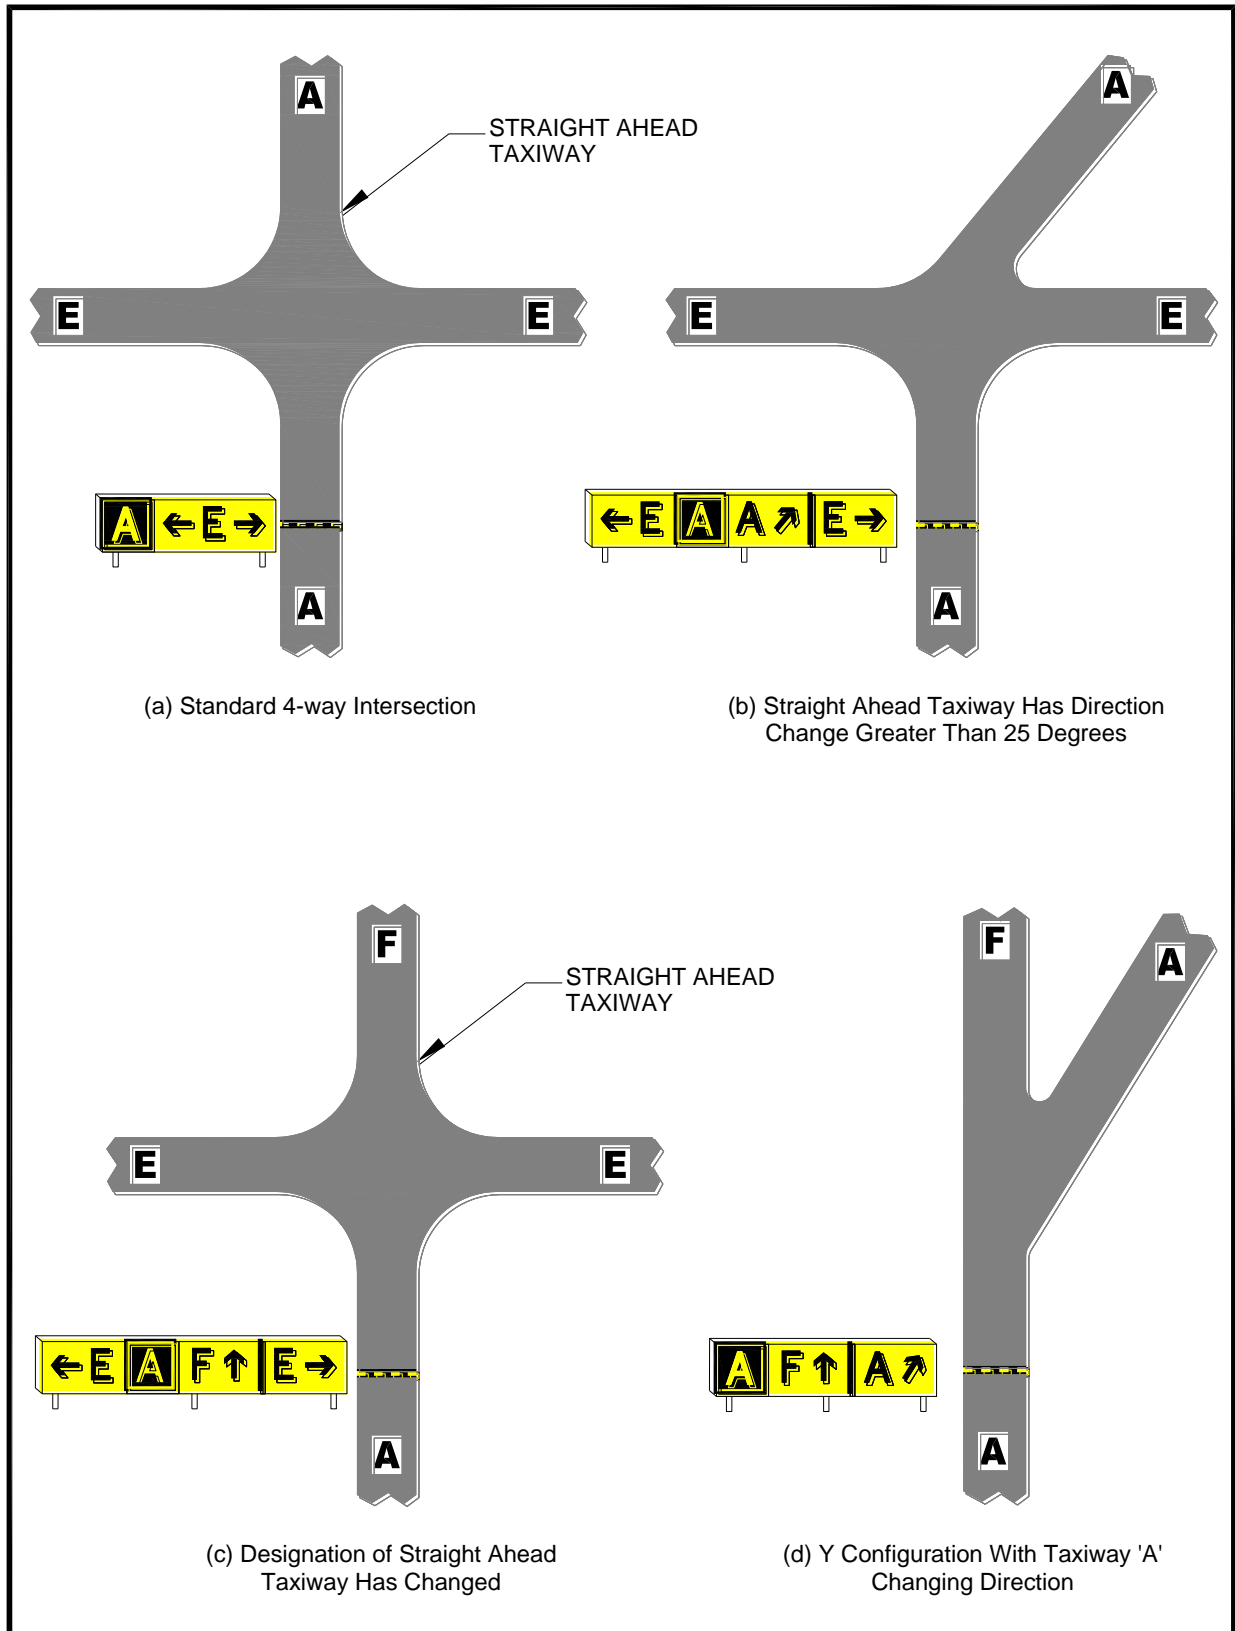 A
A
STRAIGHT AHEAD
TAXIWAY
E
E
E
E
A ← E →
← E A A ↗ E →
A
A
(a) Standard 4-way Intersection
(b) Straight Ahead Taxiway Has Direction
Change Greater Than 25 Degrees
F
F
A
STRAIGHT AHEAD
TAXIWAY
E
E
← E A F ↑ E →
A F ↑ A ↗
A
A
(c) Designation of Straight Ahead
Taxiway Has Changed
(d) Y Configuration With Taxiway 'A'
Changing Direction